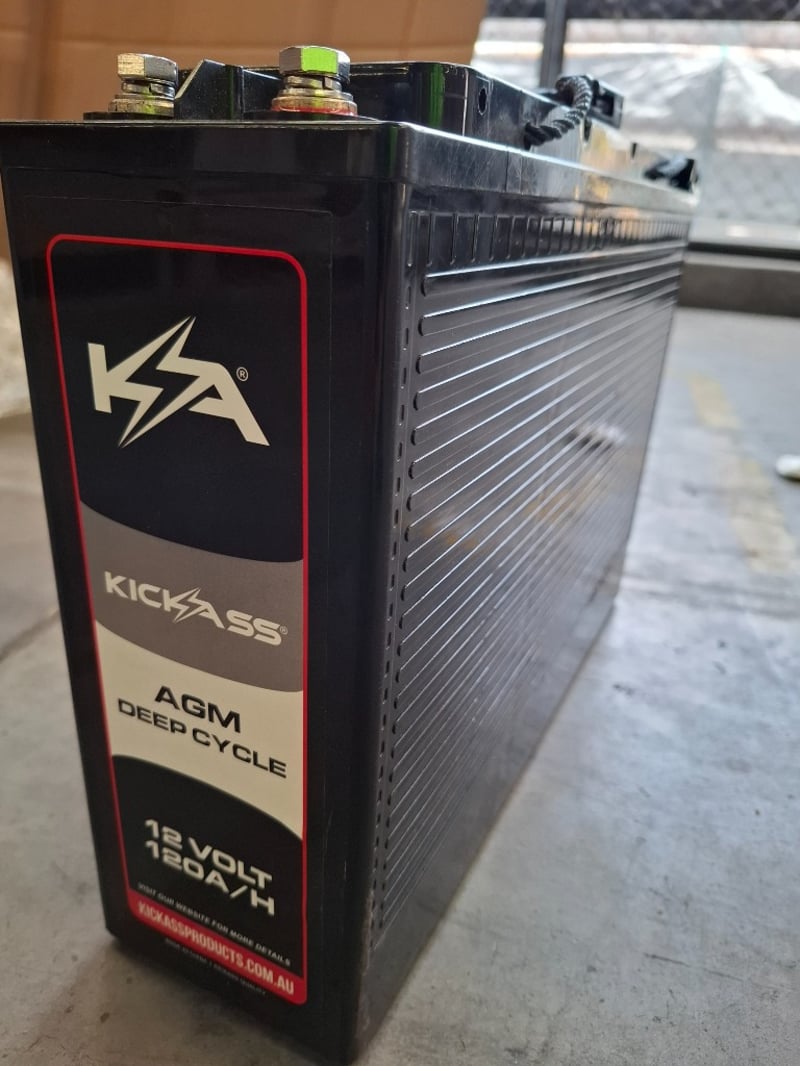 KA®
KICKASS®
AGM
DEEP CYCLE
12 VOLT
120A/H
VISIT OUR WEBSITE FOR MORE DETAILS
KICKASSPRODUCTS.COM.AU